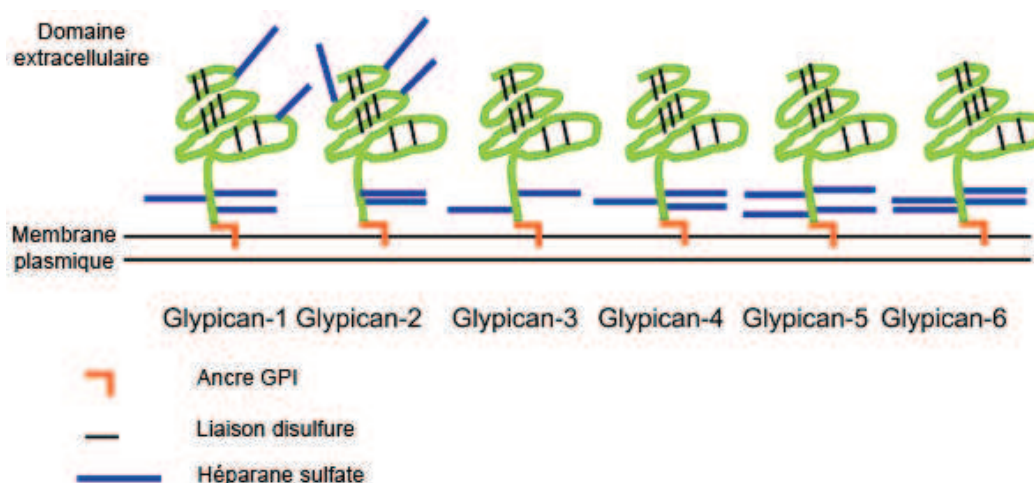 Domaine
extracellulaire
Membrane
plasmique
Glypican-1 Glypican-2 Glypican-3 Glypican-4 Glypican-5 Glypican-6
Ancre GPI
Liaison disulfure
Héparane sulfate